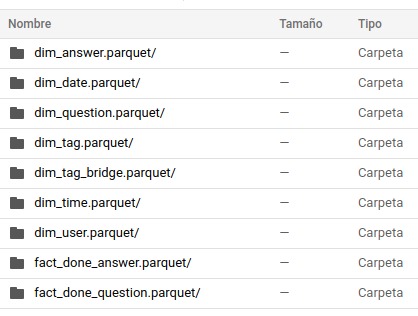 Nombre Tamaño Tipo
dim_answer.parquet/ — Carpeta
dim_date.parquet/ — Carpeta
dim_question.parquet/ — Carpeta
dim_tag.parquet/ — Carpeta
dim_tag_bridge.parquet/ — Carpeta
dim_time.parquet/ — Carpeta
dim_user.parquet/ — Carpeta
fact_done_answer.parquet/ — Carpeta
fact_done_question.parquet/ — Carpeta